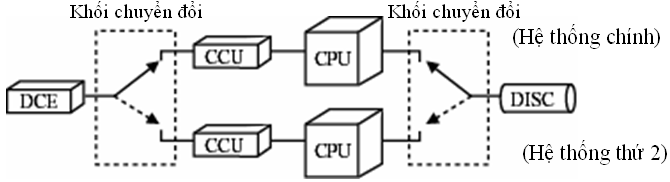 Khối chuyển đổi
Khối chuyển đổi
(Hệ thống chính)
CCU
CPU
DCE
DISC
CCU
CPU
(Hệ thống thứ 2)